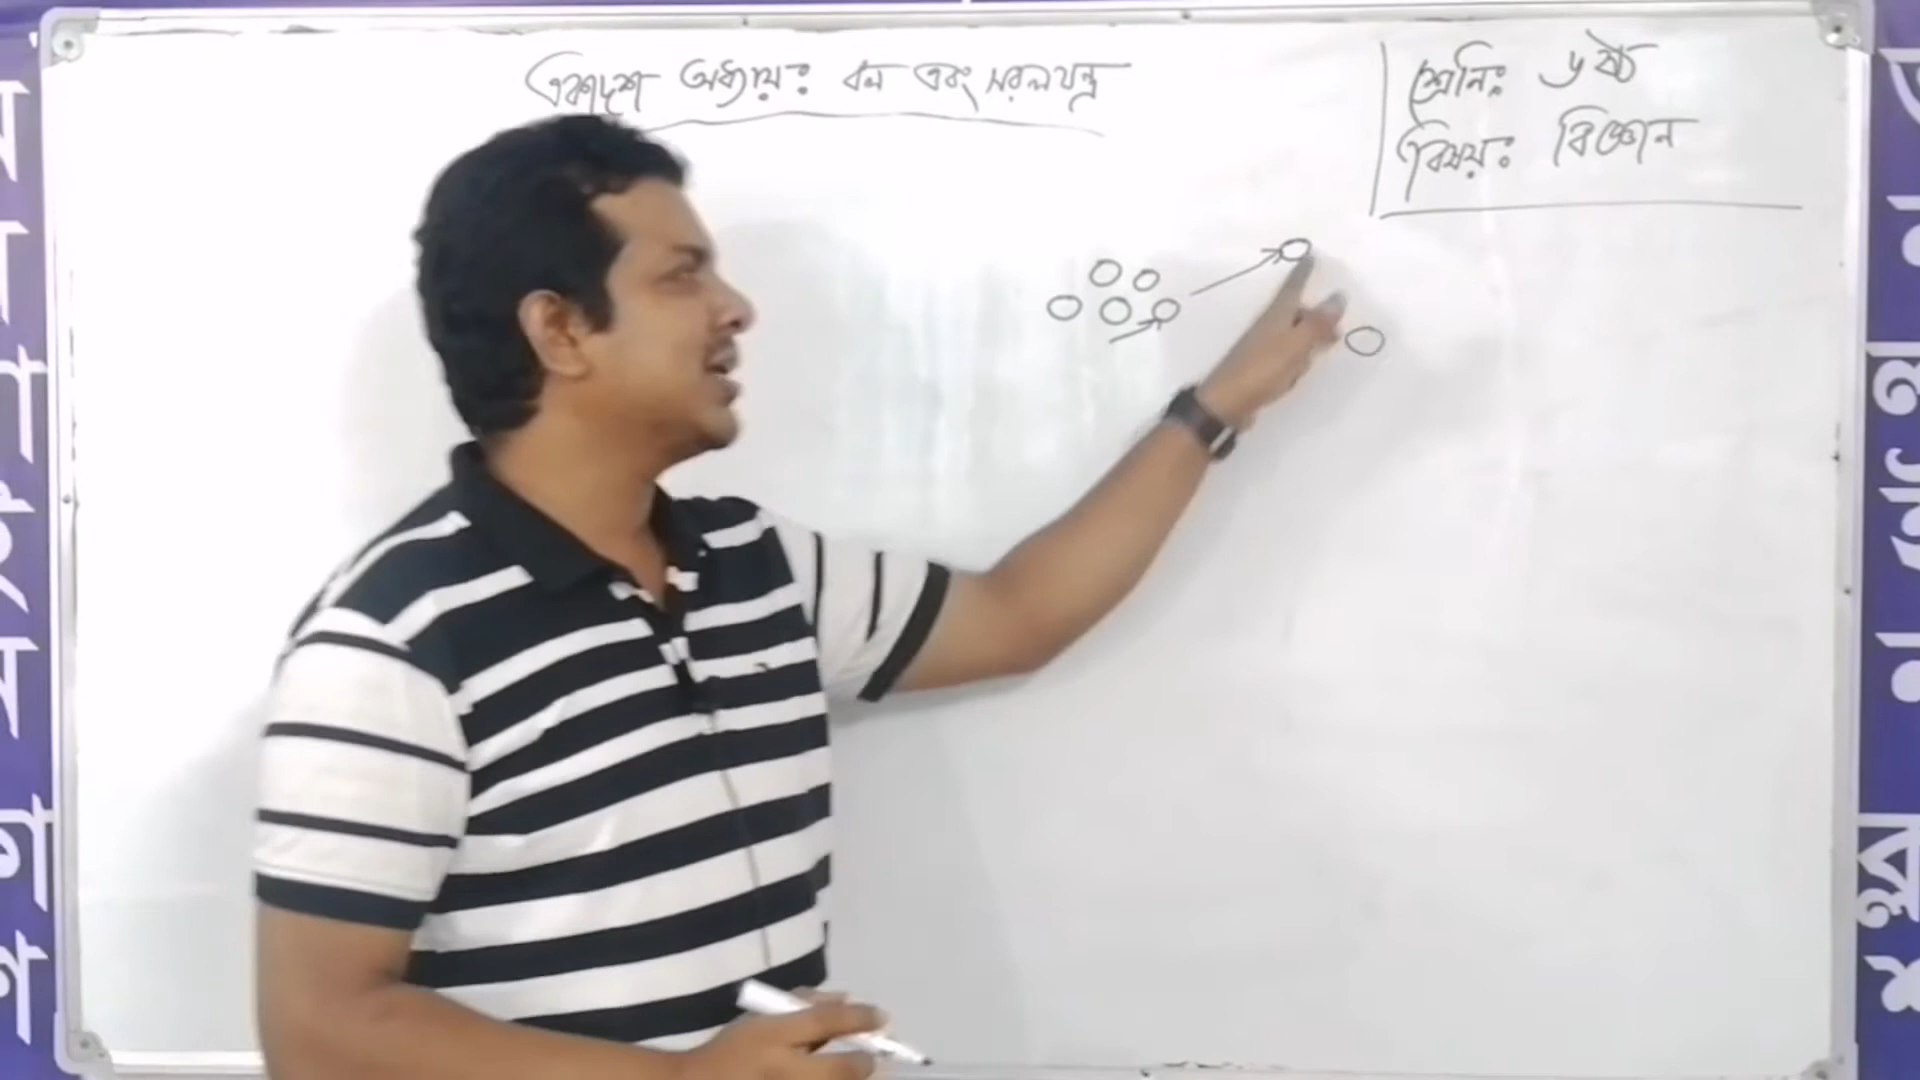 একাদশ অধ্যায়ঃ বল এবং সরলযন্ত্র
শ্রেনিঃ ৬ষ্ঠ
বিষয়ঃ বিজ্ঞান